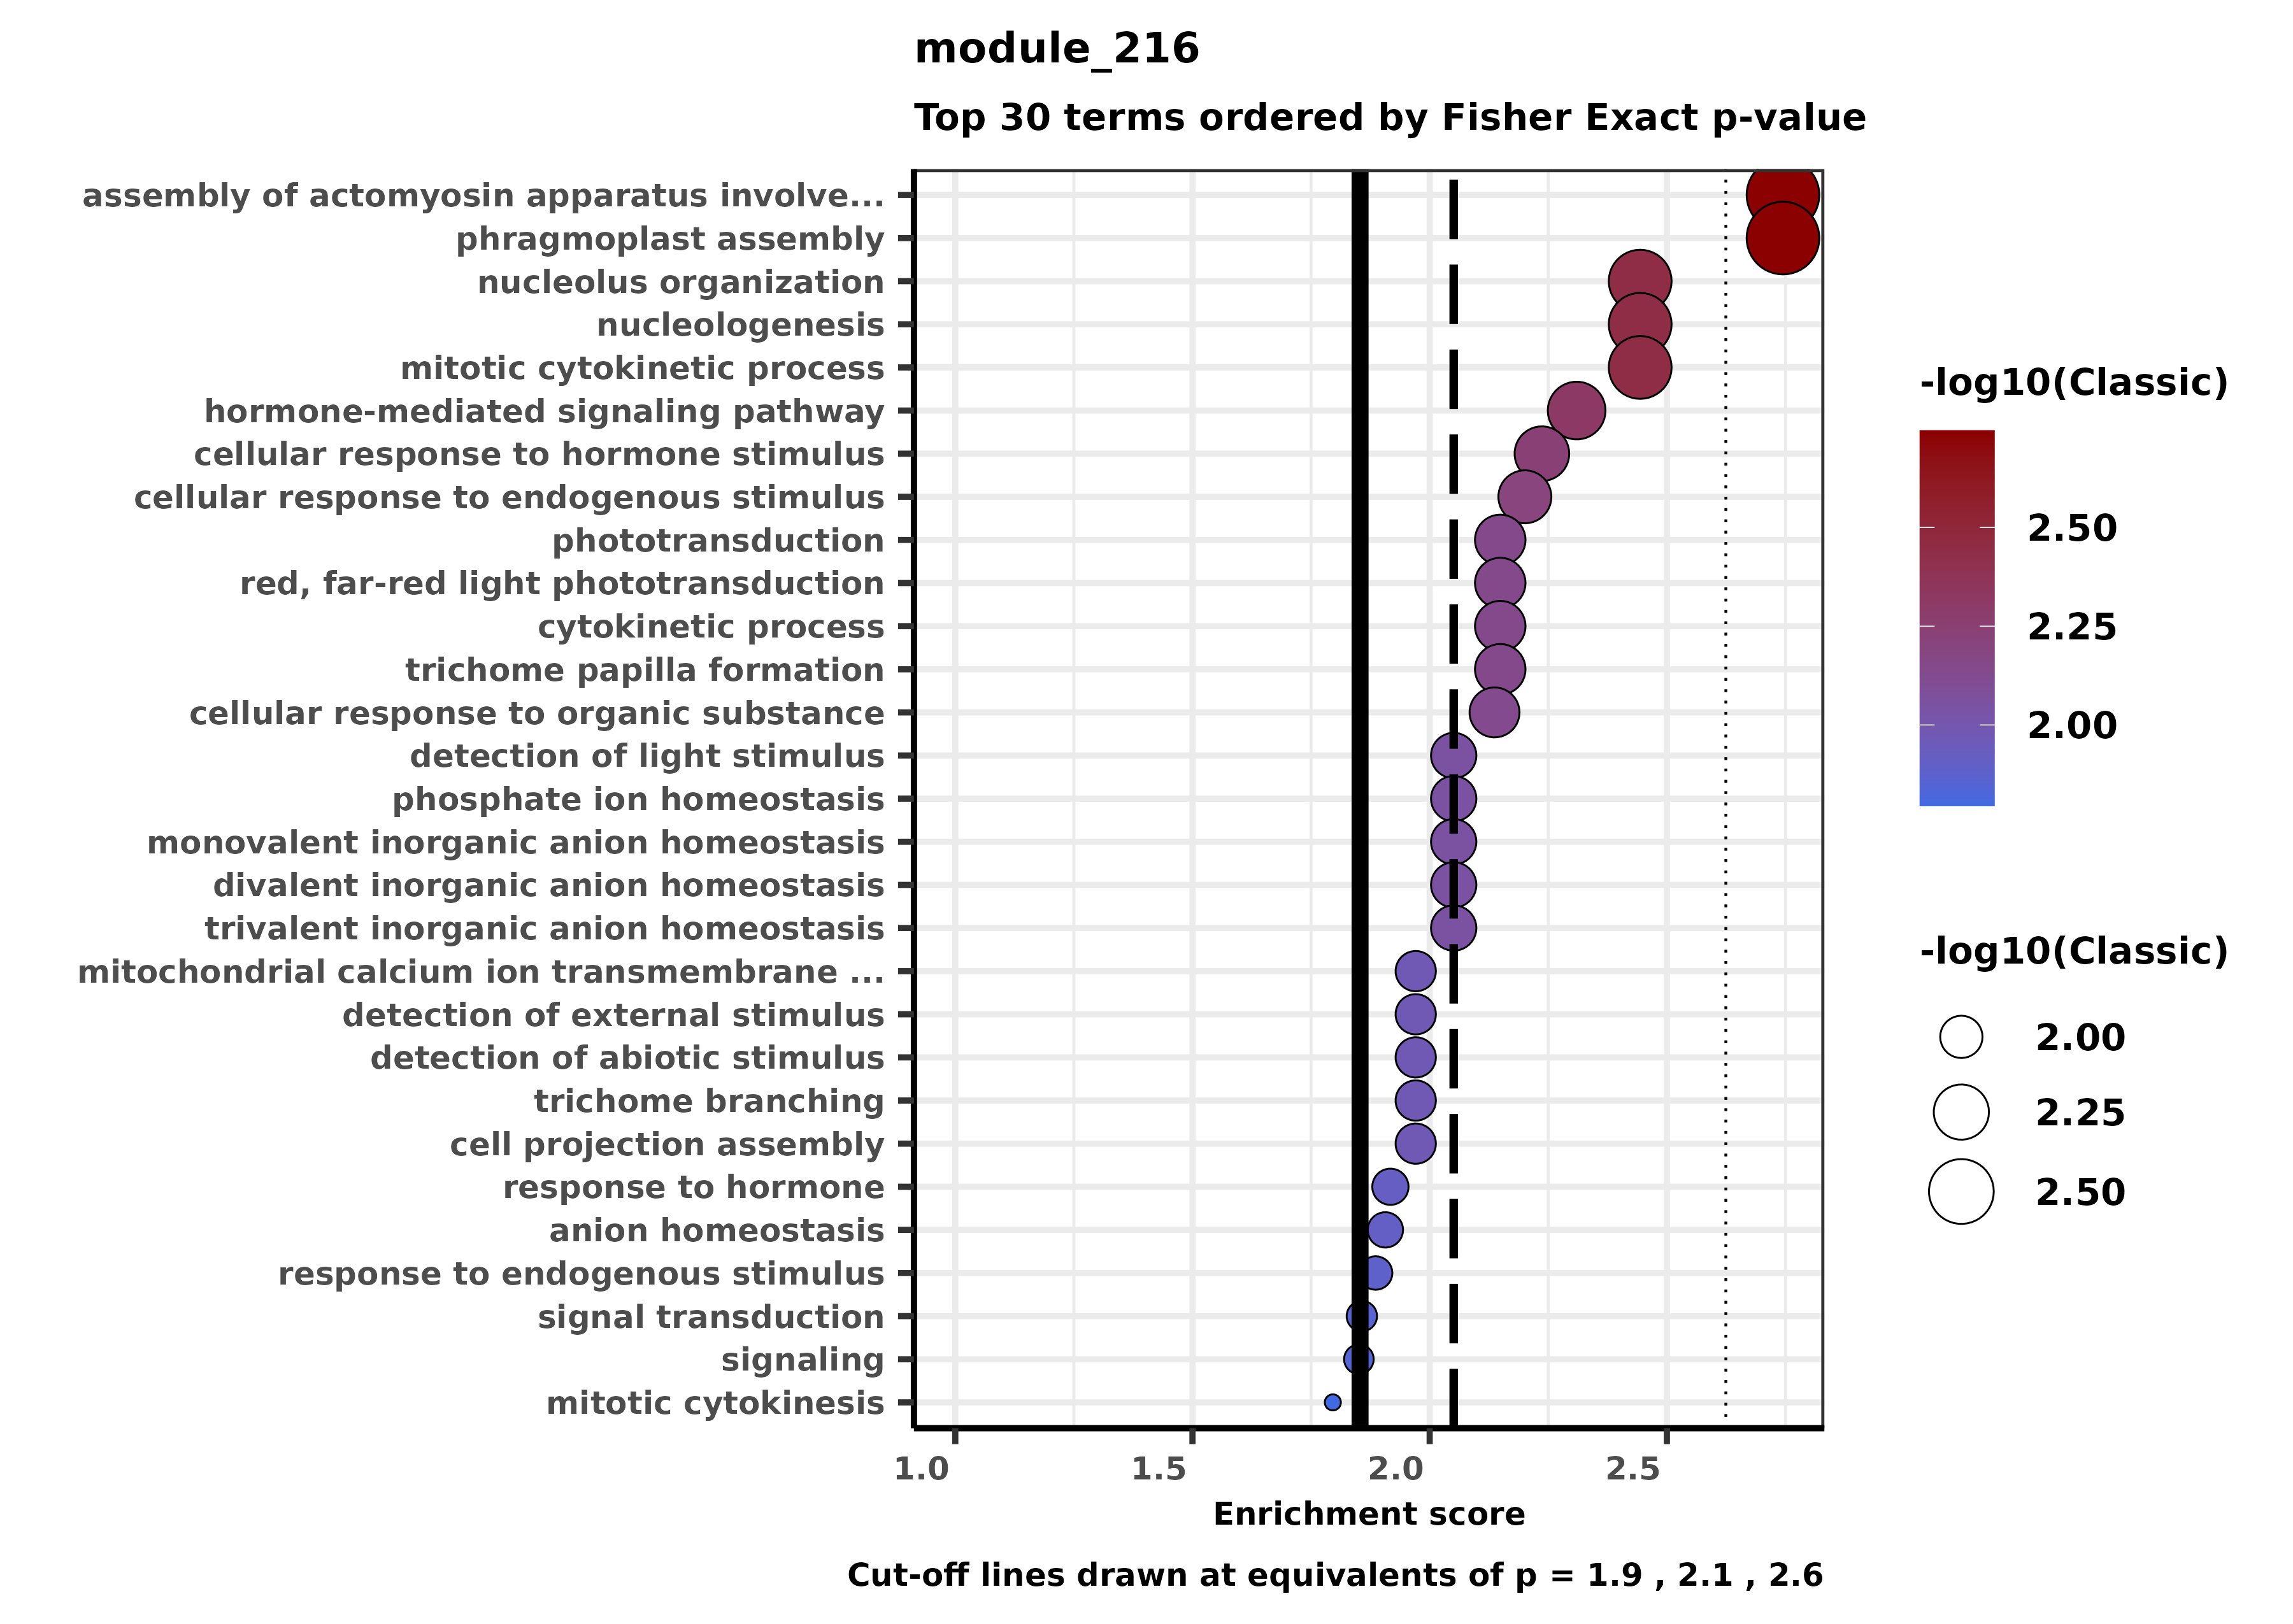 module_216
Top 30 terms ordered by Fisher Exact p-value
assembly of actomyosin apparatus involve...
phragmoplast assembly
nucleolus organization
nucleologenesis
mitotic cytokinetic process
hormone-mediated signaling pathway
cellular response to hormone stimulus
cellular response to endogenous stimulus
phototransduction
red, far-red light phototransduction
cytokinetic process
trichome papilla formation
cellular response to organic substance
detection of light stimulus
phosphate ion homeostasis
monovalent inorganic anion homeostasis
divalent inorganic anion homeostasis
trivalent inorganic anion homeostasis
mitochondrial calcium ion transmembrane ...
detection of external stimulus
detection of abiotic stimulus
trichome branching
cell projection assembly
response to hormone
anion homeostasis
response to endogenous stimulus
signal transduction
signaling
mitotic cytokinesis
1.0 1.5 2.0 2.5
Enrichment score
Cut-off lines drawn at equivalents of p = 1.9 , 2.1 , 2.6
-log10(Classic)
2.50
2.25
2.00
-log10(Classic)
2.00
2.25
2.50